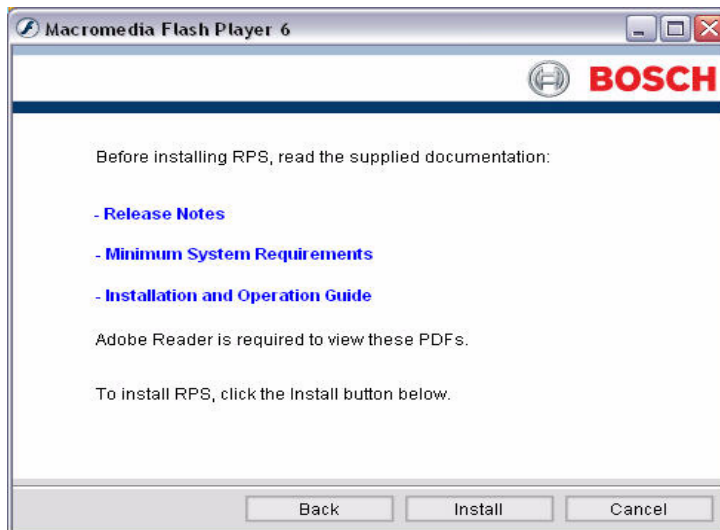 Macromedia Flash Player 6
BOSCH
Before installing RPS, read the supplied documentation:
- Release Notes
- Minimum System Requirements
- Installation and Operation Guide
Adobe Reader is required to view these PDFs.
To install RPS, click the Install button below.
Back Install Cancel